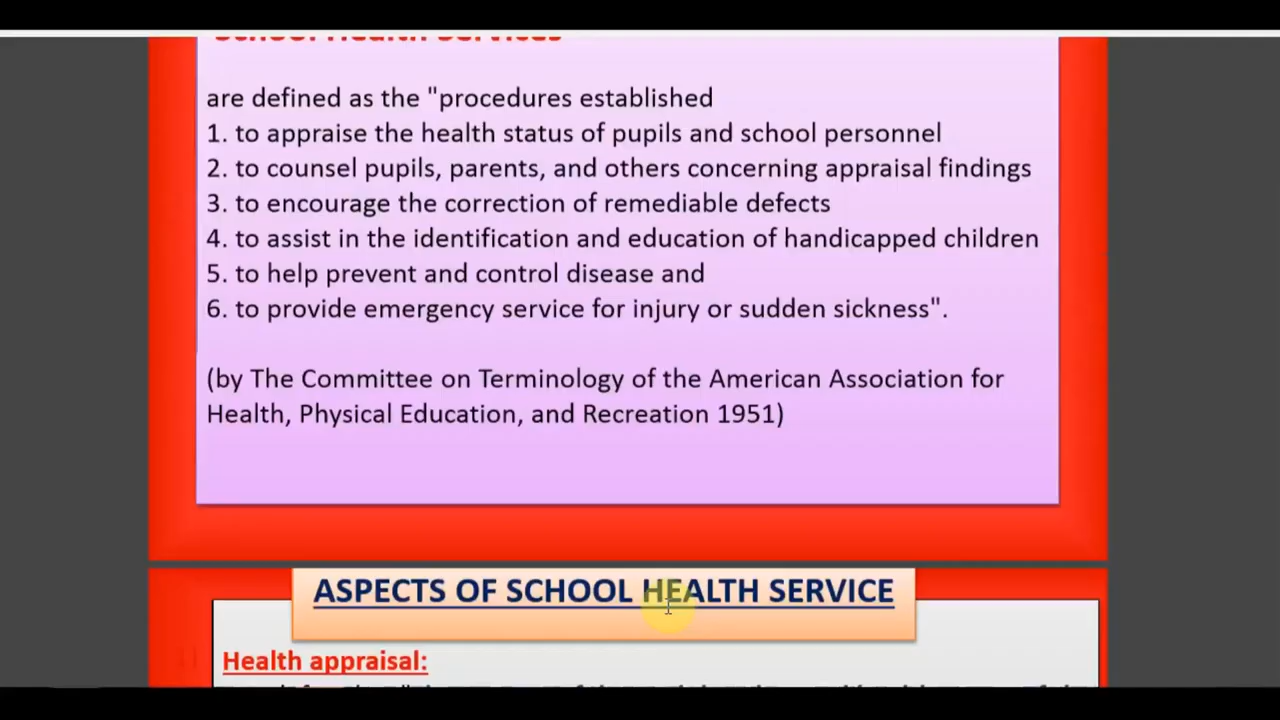 School Health Services
are defined as the "procedures established
1. to appraise the health status of pupils and school personnel
2. to counsel pupils, parents, and others concerning appraisal findings
3. to encourage the correction of remediable defects
4. to assist in the identification and education of handicapped children
5. to help prevent and control disease and
6. to provide emergency service for injury or sudden sickness".
(by The Committee on Terminology of the American Association for
Health, Physical Education, and Recreation 1951)
ASPECTS OF SCHOOL HEALTH SERVICE
Health appraisal: